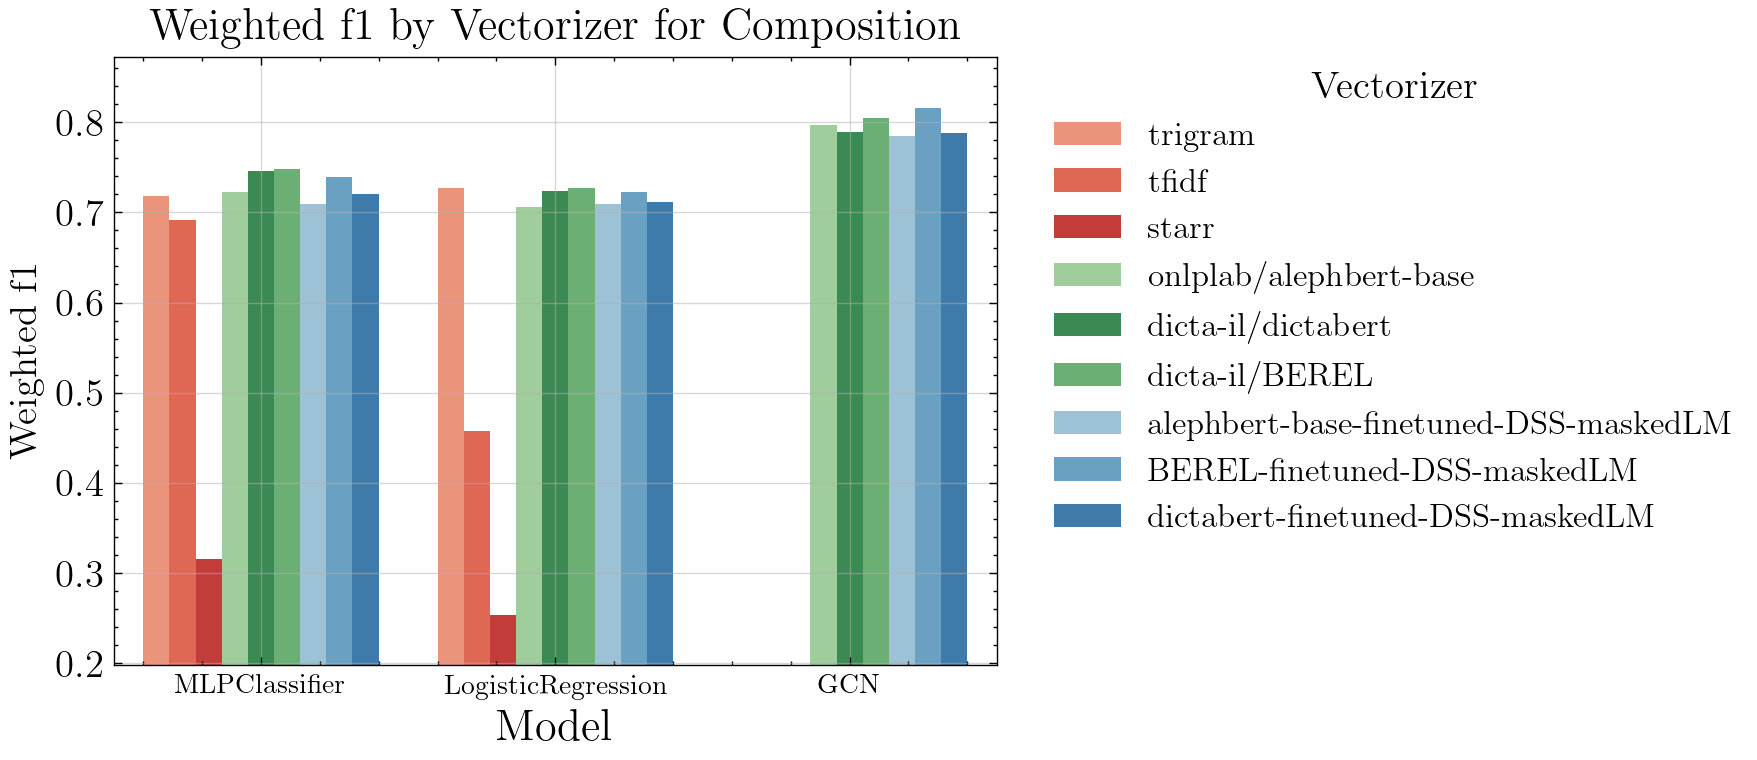 Weighted f1 by Vectorizer for Composition
Weighted f1
0.8
0.7
0.6
0.5
0.4
0.3
0.2
MLPClassifier
LogisticRegression
GCN
Model
Vectorizer
trigram
tfidf
starr
onlplab/alephbert-base
dicta-il/dictabert
dicta-il/BEREL
alephbert-base-finetuned-DSS-maskedLM
BEREL-finetuned-DSS-maskedLM
dictabert-finetuned-DSS-maskedLM